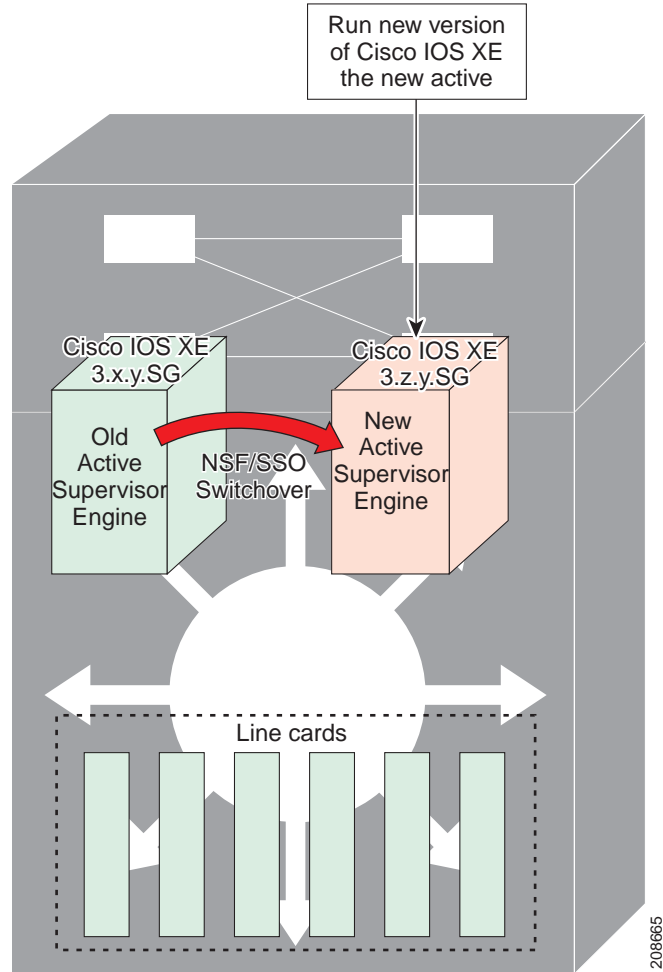 Run new version
of Cisco IOS XE
the new active
Cisco IOS XE
3.x.y.SG
Cisco IOS XE
3.z.y.SG
Old
Active
Supervisor
Engine
NSF/SSO
Switchover
New
Active
Supervisor
Engine
Line cards
208665